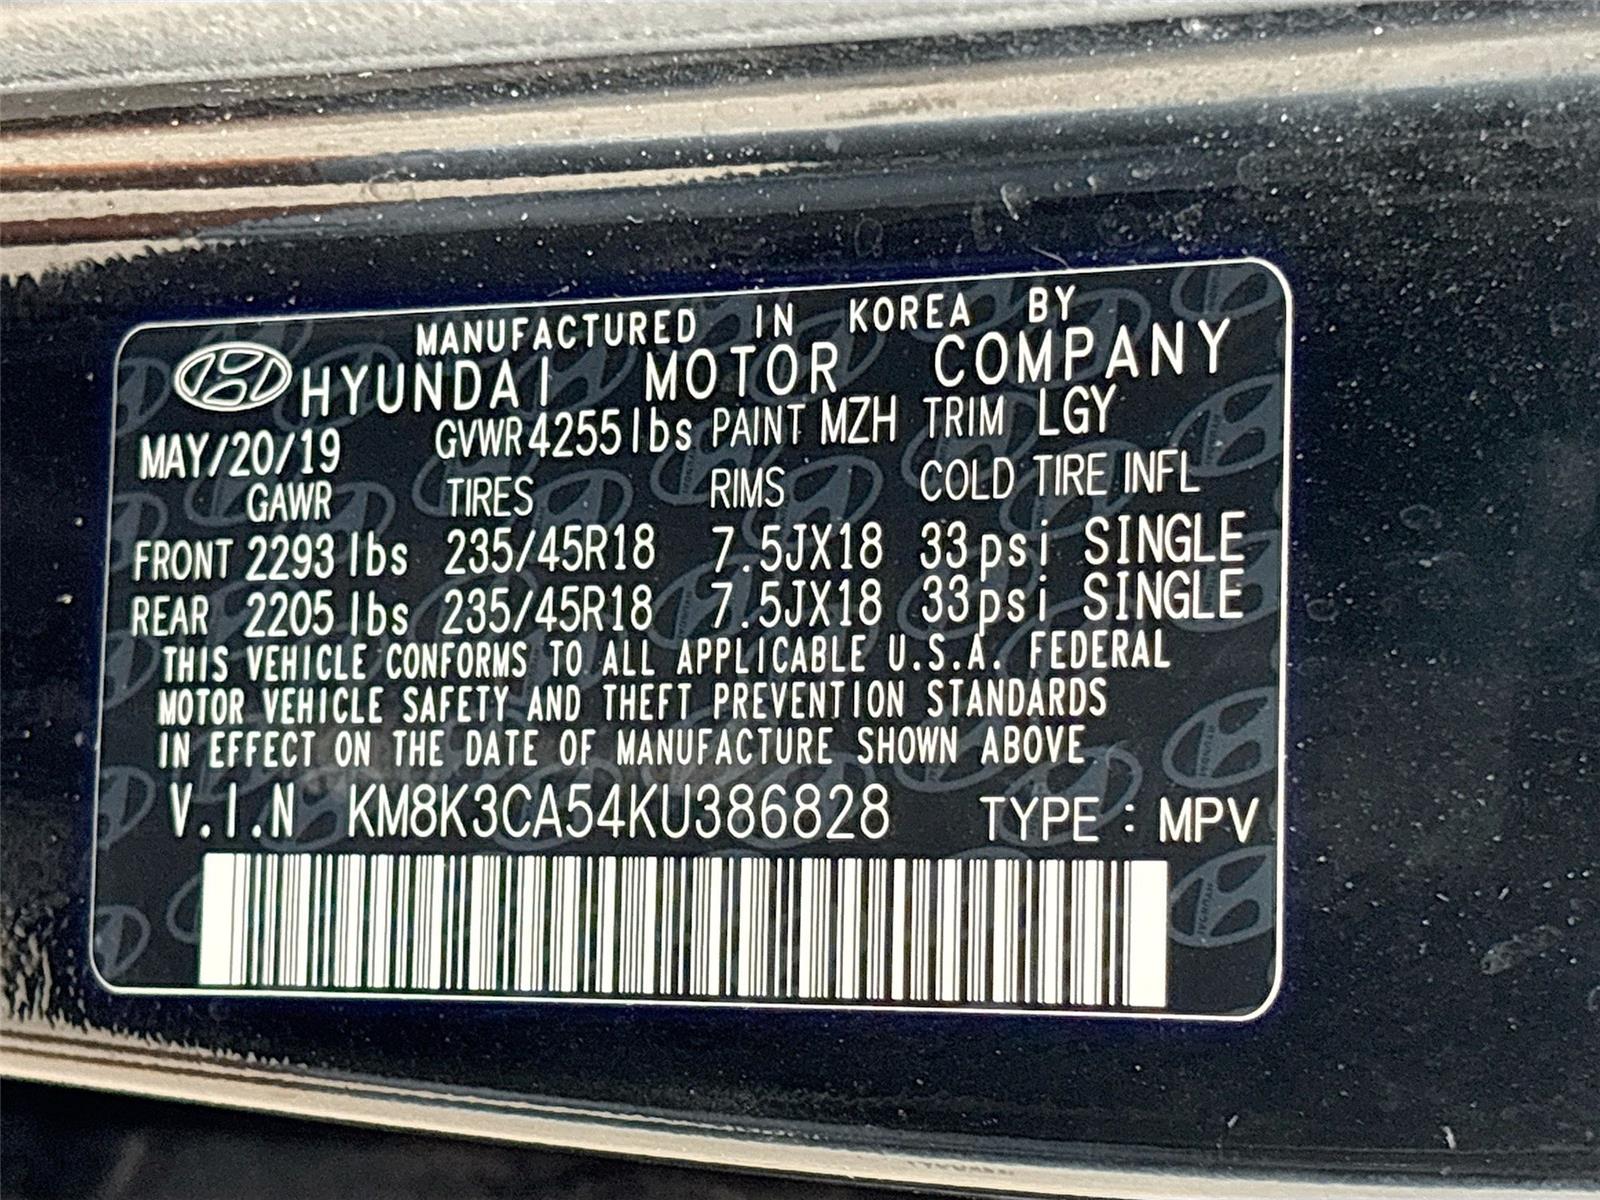 MANUFACTURED IN KOREA BY
HYUNDAI MOTOR COMPANY
MAY/20/19 GVWR 4255lbs PAINT MZH TRIM LGY
GAWR TIRES RIMS COLD TIRE INFL
FRONT 2293 lbs 235/45R18 7.5JX18 33psi SINGLE
REAR 2205 lbs 235/45R18 7.5JX18 33psi SINGLE
THIS VEHICLE CONFORMS TO ALL APPLICABLE U.S.A. FEDERAL
MOTOR VEHICLE SAFETY AND THEFT PREVENTION STANDARDS
IN EFFECT ON THE DATE OF MANUFACTURE SHOWN ABOVE
V.I.N KM8K3CA54KU386828 TYPE : MPV